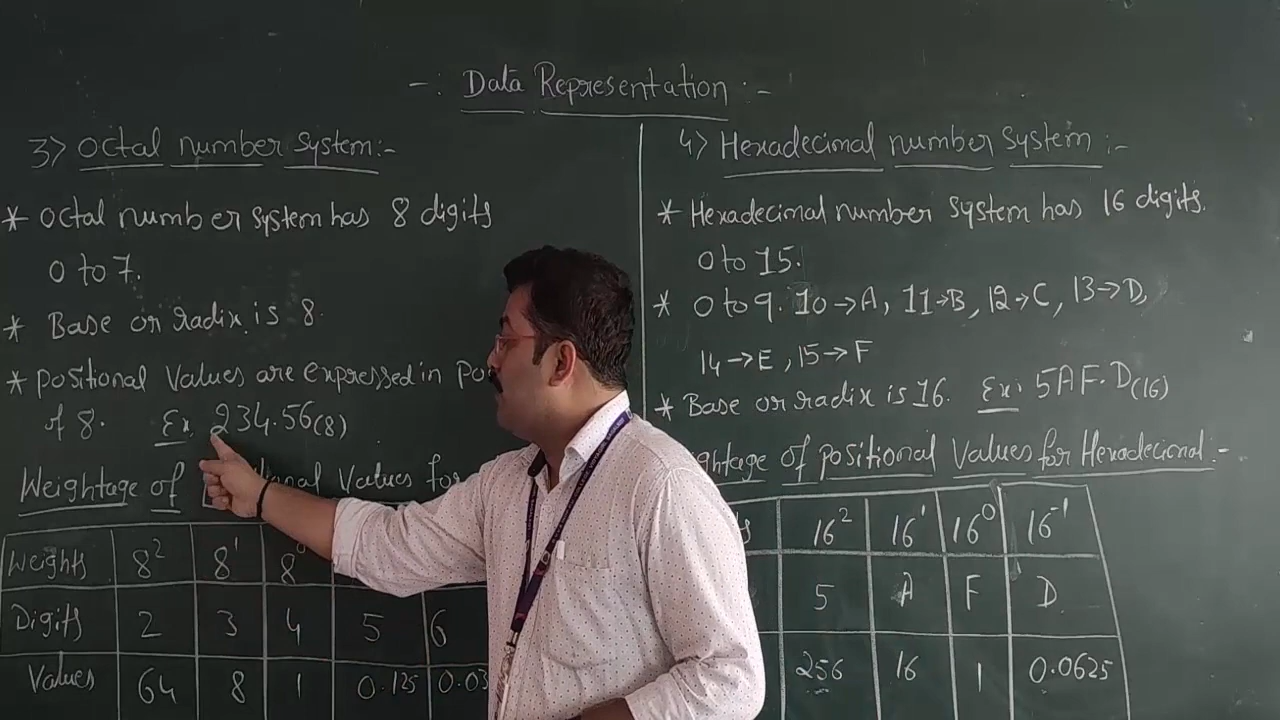 -: Data Representation :-
3) Octal number system:-
* Octal number system has 8 digits
0 to 7.
* Base or radix is 8.
* Positional Values are expressed in
of 8. Ex. 234.56(8)
Weightage of Values for
Weights 8² 8¹ 8⁰
Digits 2 3 4 5 6
Values 64 8 1 0.125 0.03
4) Hexadecimal number system :-
* Hexadecimal number system has 16 digits.
0 to 15.
* 0 to 9. 10→A, 11→B, 12→C, 13→D,
14→E, 15→F
* Base or radix is 16. Ex: 5AF.D(16)
of positional Values for Hexadecimal:-
16² 16¹ 16⁰ 16⁻¹
5 A F D
256 16 1 0.0625